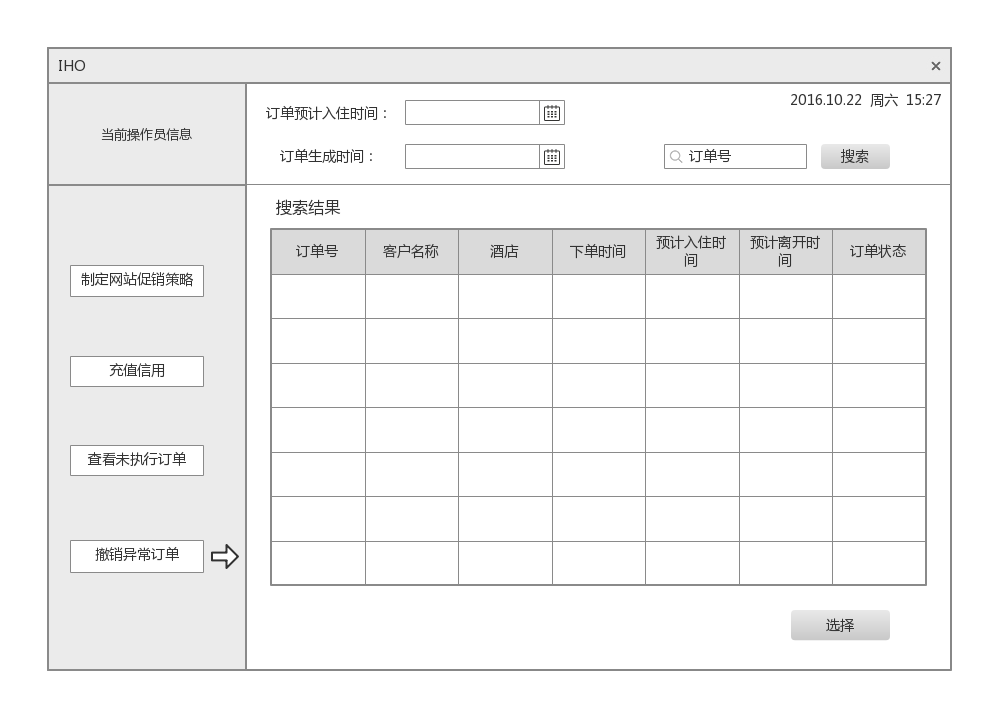 IHO
2016.10.22 周六 15:27
当前操作员信息
订单预计入住时间：
订单生成时间：
订单号
搜索
搜索结果
订单号
客户名称
酒店
下单时间
预计入住时
间
预计离开时
间
订单状态
制定网站促销策略
充值信用
查看未执行订单
撤销异常订单
选择